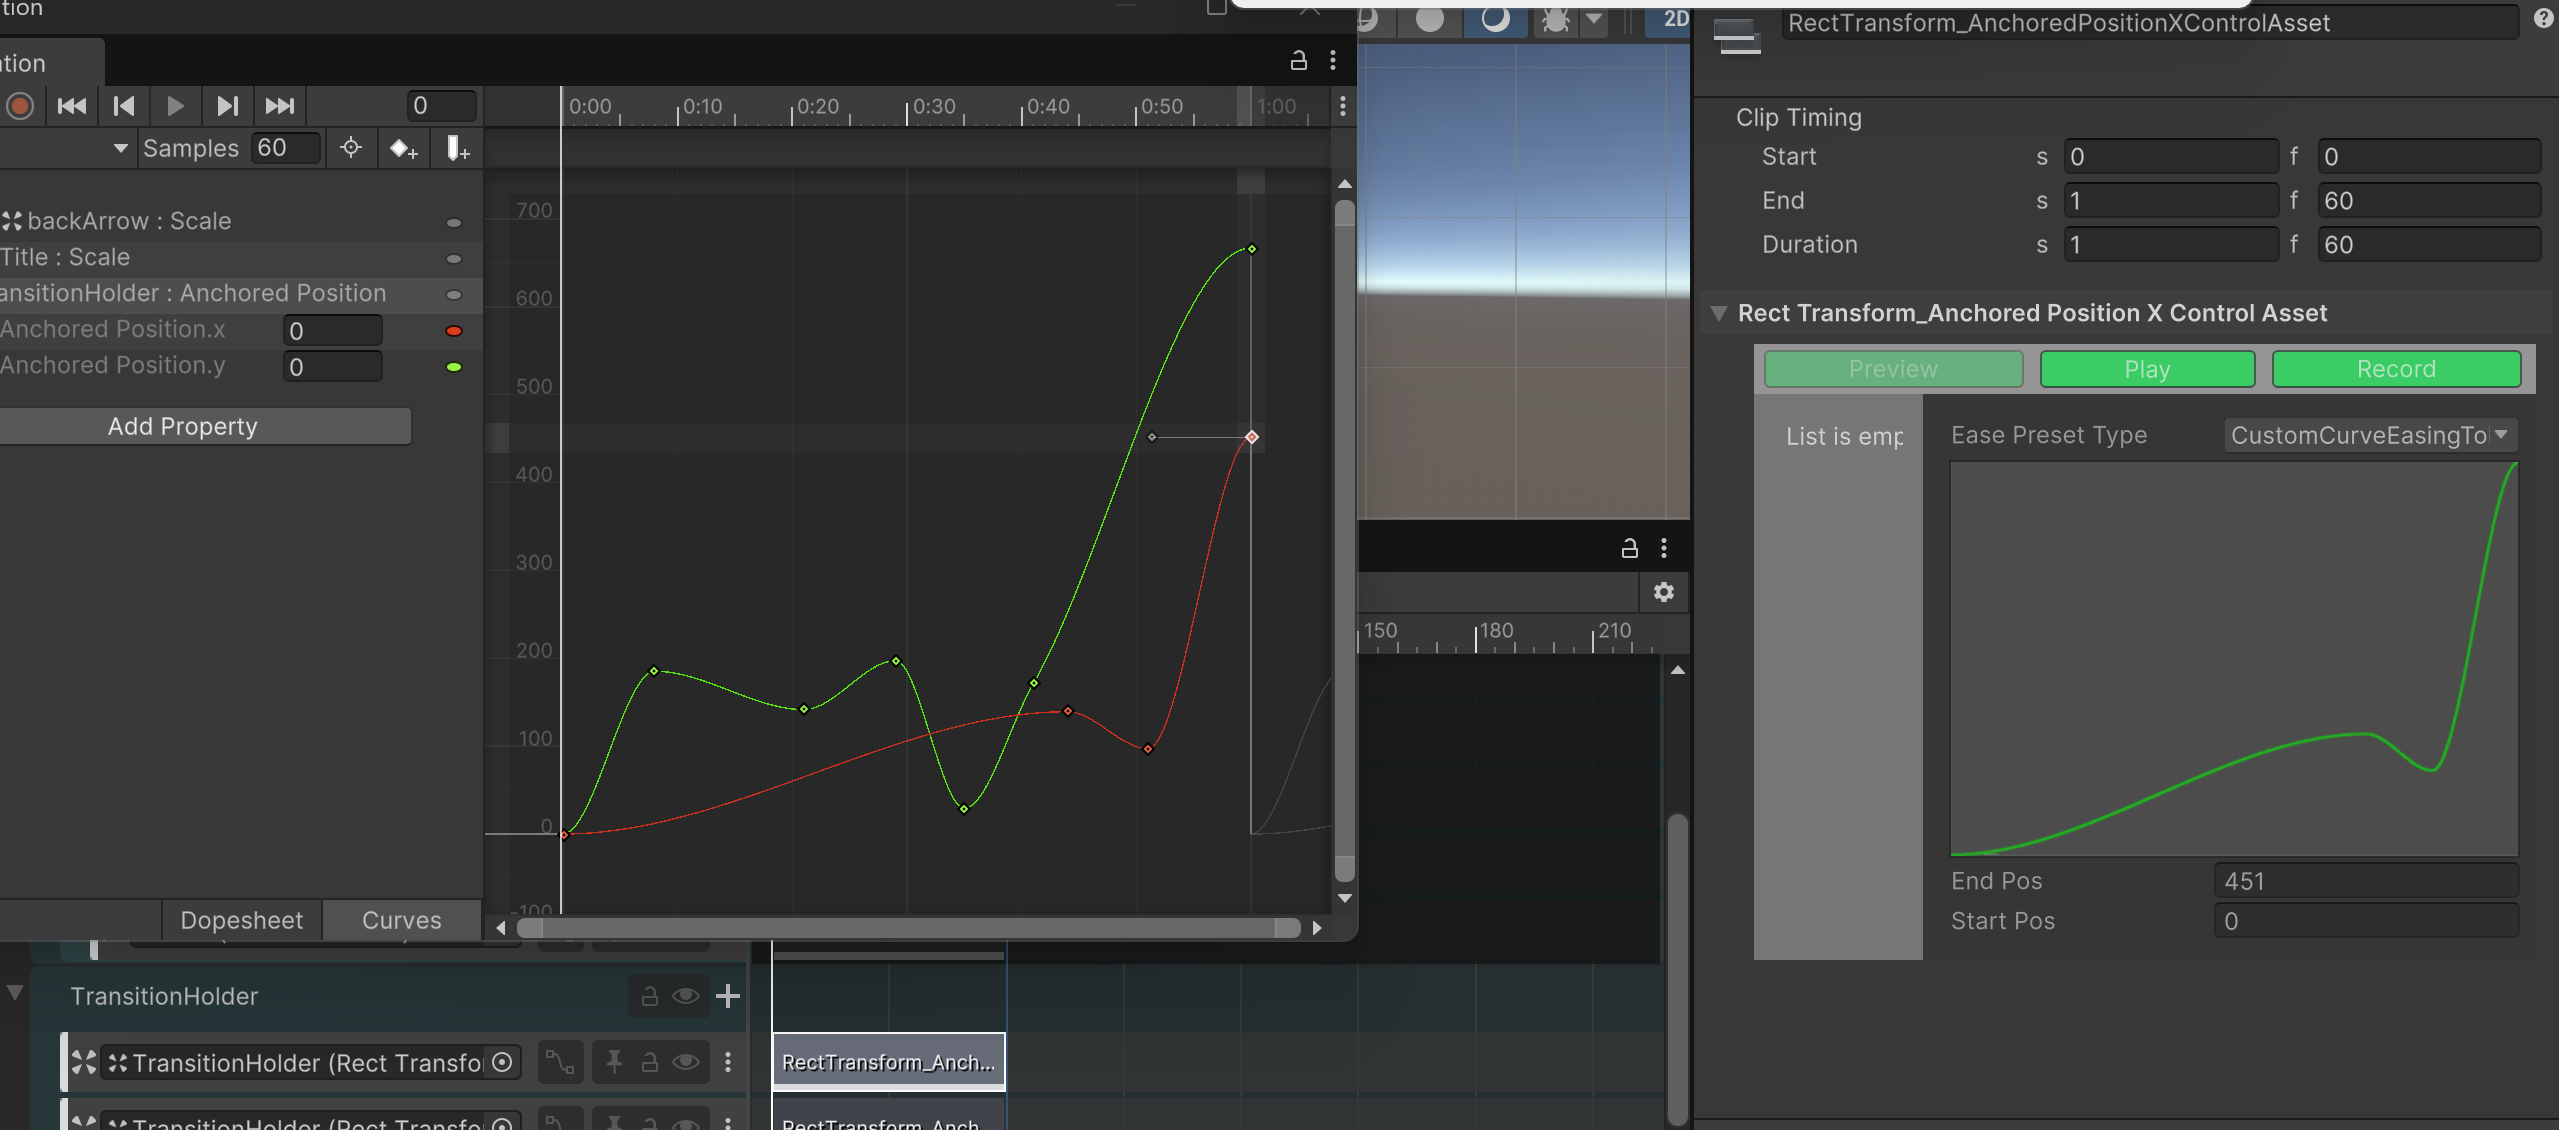 tion
ation
0
Samples 60
backArrow : Scale
Title : Scale
ansitionHolder : Anchored Position
Anchored Position.x 0
Anchored Position.y 0
Add Property
Dopesheet Curves
0:00 0:10 0:20 0:30 0:40 0:50 1:00
700
600
500
400
300
200
100
0
-100
2D
150 180 210
TransitionHolder
TransitionHolder (Rect Transfo
RectTransform_Anch...
TransitionHolder (Rect Transfo
RectTransform_Anch
RectTransform_AnchoredPositionXControlAsset
Clip Timing
Start s 0 f 0
End s 1 f 60
Duration s 1 f 60
Rect Transform_Anchored Position X Control Asset
Preview Play Record
List is emp
Ease Preset Type CustomCurveEasingTo
End Pos 451
Start Pos 0